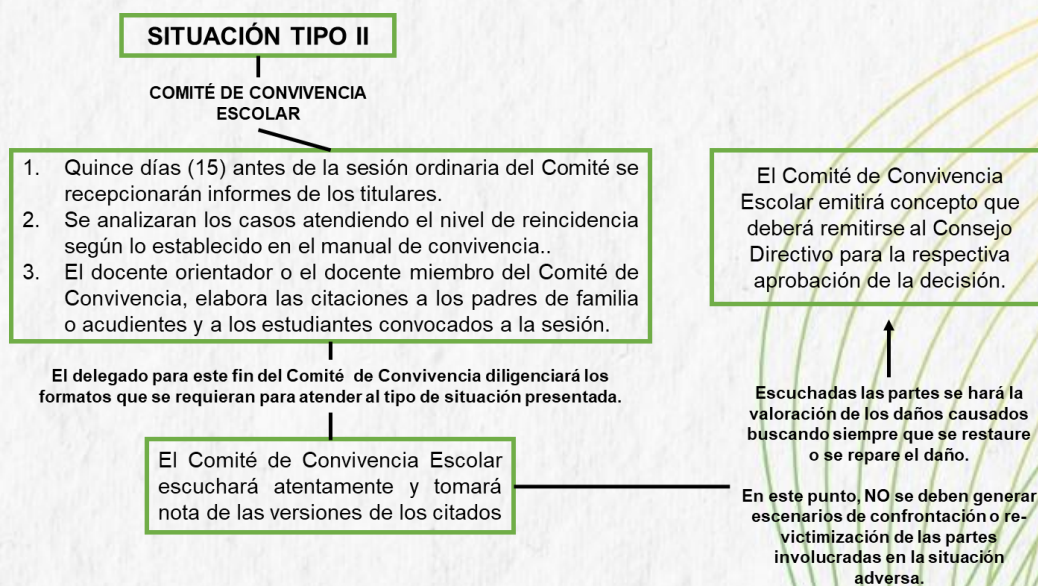 SITUACIÓN TIPO II
COMITÉ DE CONVIVENCIA
ESCOLAR
1. Quince días (15) antes de la sesión ordinaria del Comité se
recepcionarán informes de los titulares.
2. Se analizaran los casos atendiendo el nivel de reincidencia
según lo establecido en el manual de convivencia..
3. El docente orientador o el docente miembro del Comité de
Convivencia, elabora las citaciones a los padres de familia
o acudientes y a los estudiantes convocados a la sesión.
El delegado para este fin del Comité de Convivencia diligenciará los
formatos que se requieran para atender al tipo de situación presentada.
El Comité de Convivencia Escolar
escuchará atentamente y tomará
nota de las versiones de los citados
En este punto, NO se deben generar
escenarios de confrontación o re-
victimización de las partes
involucradas en la situación
adversa.
Escuchadas las partes se hará la
valoración de los daños causados
buscando siempre que se restaure
o se repare el daño.
El Comité de Convivencia
Escolar emitirá concepto que
deberá remitirse al Consejo
Directivo para la respectiva
aprobación de la decisión.